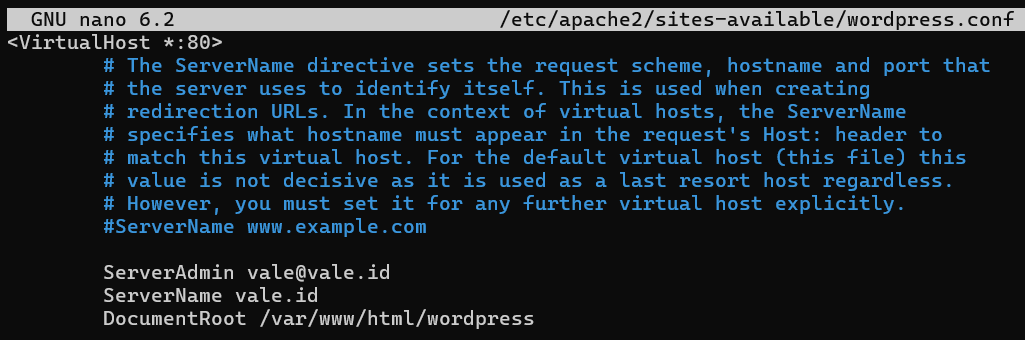 GNU nano 6.2 /etc/apache2/sites-available/wordpress.conf
<VirtualHost *:80>
# The ServerName directive sets the request scheme, hostname and port that
# the server uses to identify itself. This is used when creating
# redirection URLs. In the context of virtual hosts, the ServerName
# specifies what hostname must appear in the request's Host: header to
# match this virtual host. For the default virtual host (this file) this
# value is not decisive as it is used as a last resort host regardless.
# However, you must set it for any further virtual host explicitly.
#ServerName www.example.com
ServerAdmin vale@vale.id
ServerName vale.id
DocumentRoot /var/www/html/wordpress